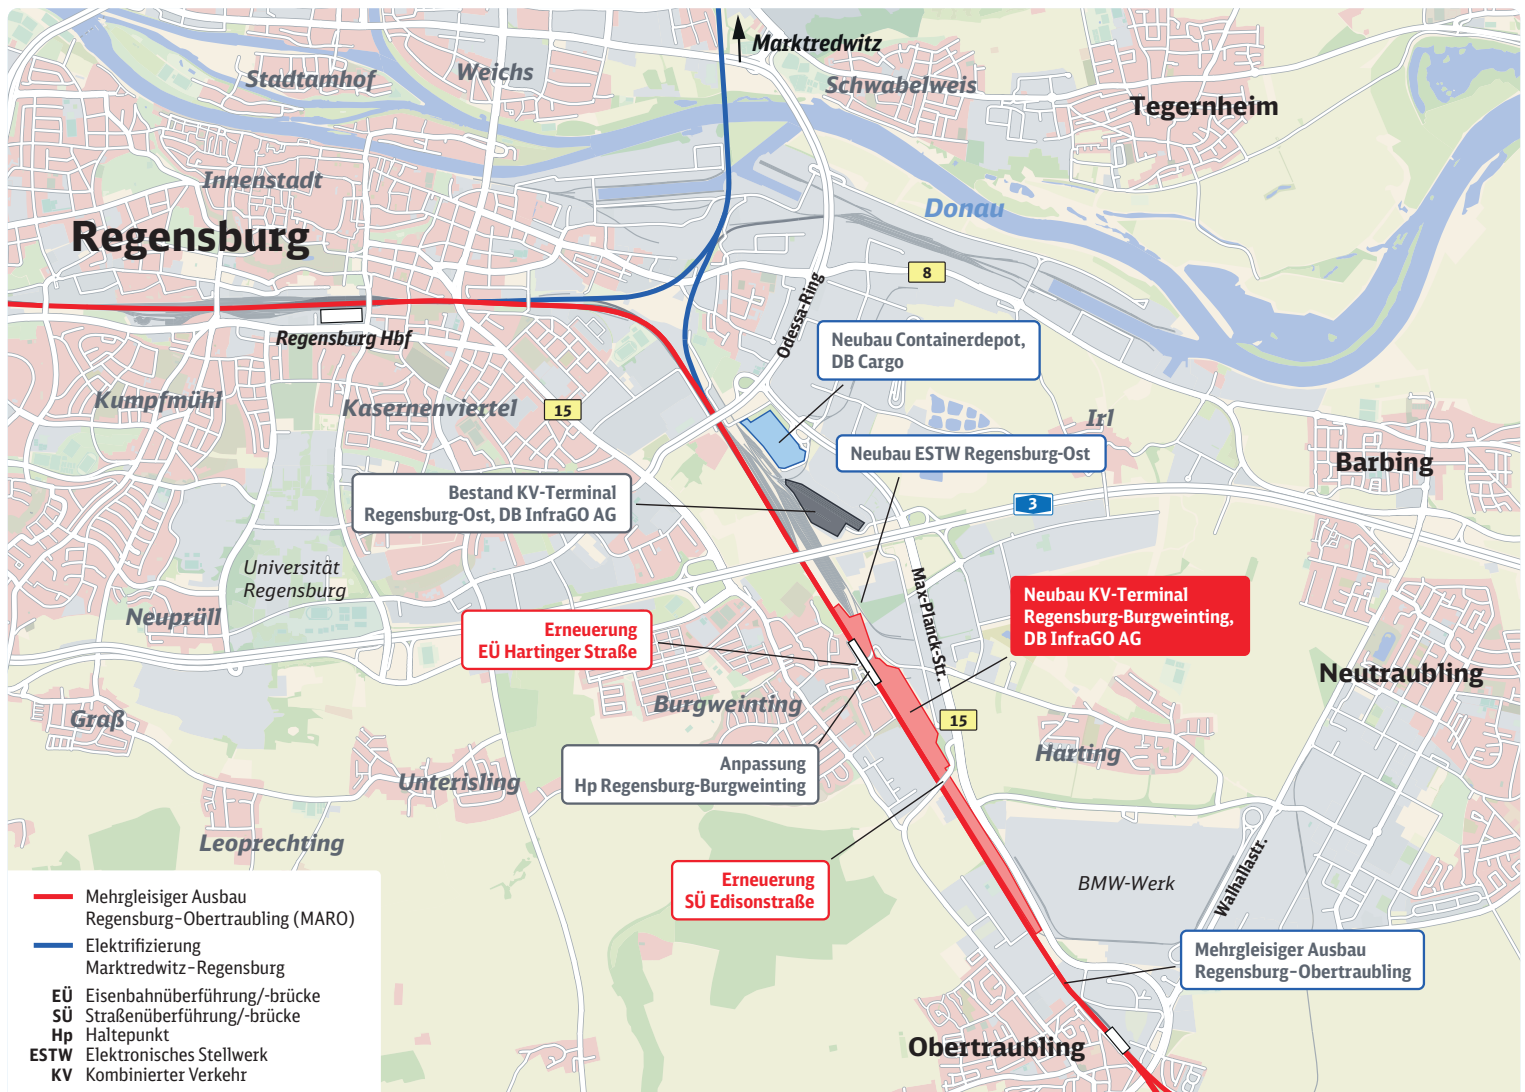 Marktredwitz
Stadtamhof
Weichs
Schwabelweis
Tegernheim
Innenstadt
Regensburg
Donau
8
Odessa-Ring
Regensburg Hbf
Neubau Containerdepot,
DB Cargo
Kumpfmühl
Kasernenviertel
15
Irl
Neubau ESTW Regensburg-Ost
Barbing
Bestand KV-Terminal
Regensburg-Ost, DB InfraGO AG
3
Universität
Regensburg
Max-Planck-Str.
Neubau KV-Terminal
Regensburg-Burgweinting,
DB InfraGO AG
Neuprüll
Erneuerung
EÜ Hartinger Straße
Neutraubling
Graß
Burgweinting
15
Harting
Anpassung
Hp Regensburg-Burgweinting
Unterisling
Leoprechting
Erneuerung
SÜ Edisonstraße
BMW-Werk
Walhallastr.
Mehrgleisiger Ausbau
Regensburg–Obertraubling
Obertraubling
Mehrgleisiger Ausbau
Regensburg–Obertraubling (MARO)
Elektrifizierung
Marktredwitz–Regensburg
EÜ Eisenbahnüberführung/-brücke
SÜ Straßenüberführung/-brücke
Hp Haltepunkt
ESTW Elektronisches Stellwerk
KV Kombinierter Verkehr